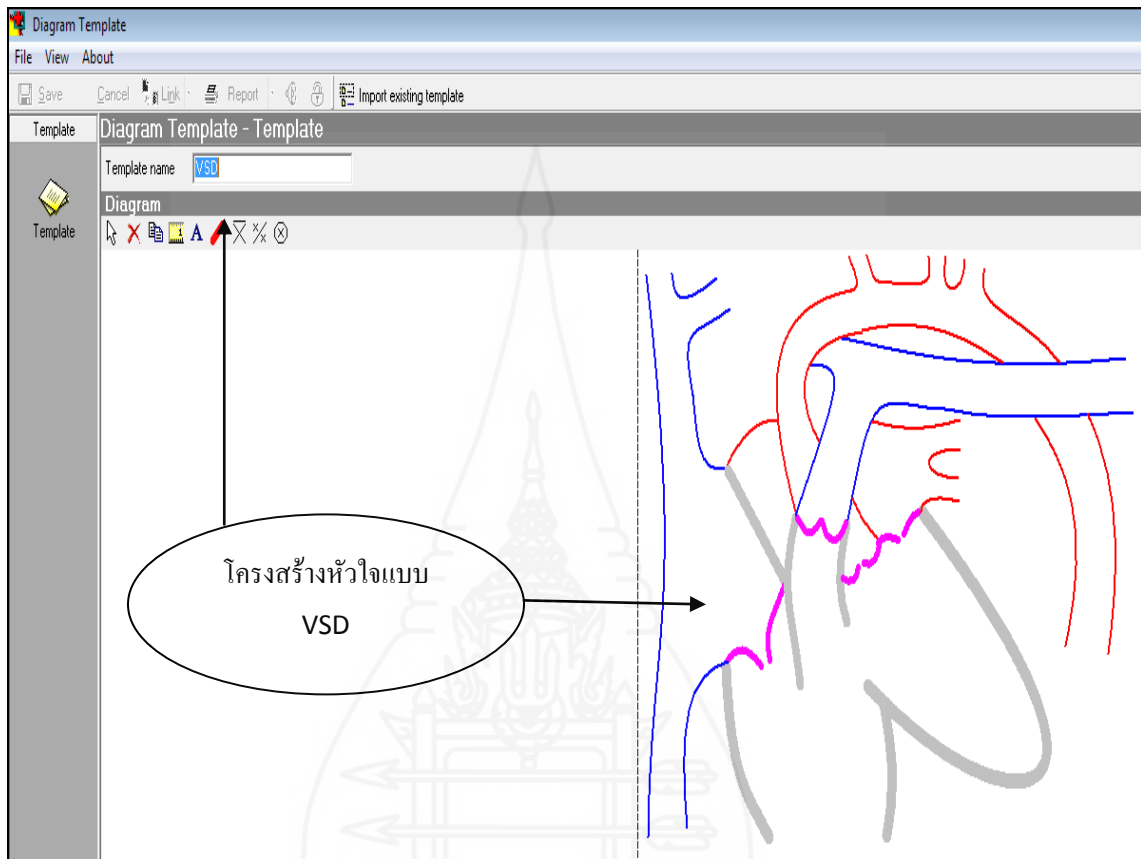 Diagram Template
File View About
Save Cancel Link Report Import existing template
Template Diagram Template - Template
Template name VSD
Diagram
Template
A
โครงสร้างหัวใจแบบ
VSD